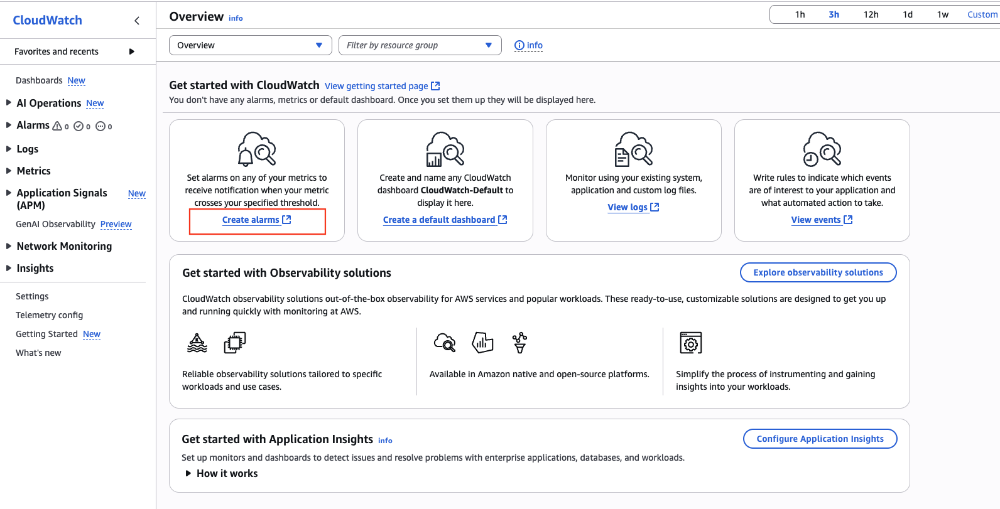 CloudWatch
Favorites and recents
Dashboards New
AI Operations New
Alarms 0 0 0
Logs
Metrics
Application Signals New
(APM)
GenAI Observability Preview
Network Monitoring
Insights
Settings
Telemetry config
Getting Started New
What's new
Overview info
1h 3h 12h 1d 1w Custom
Overview
Filter by resource group
info
Get started with CloudWatch View getting started page
You don't have any alarms, metrics or default dashboard. Once you set them up they will be displayed here.
Set alarms on any of your metrics to
receive notification when your metric
crosses your specified threshold.
Create alarms
Create and name any CloudWatch
dashboard CloudWatch-Default to
display it here.
Create a default dashboard
Monitor using your existing system,
application and custom log files.
View logs
Write rules to indicate which events
are of interest to your application and
what automated action to take.
View events
Get started with Observability solutions
Explore observability solutions
CloudWatch observability solutions out-of-the-box observability for AWS services and popular workloads. These ready-to-use, customizable solutions are designed to get you up
and running quickly with monitoring at AWS.
Reliable observability solutions tailored to specific
workloads and use cases.
Available in Amazon native and open-source platforms.
Simplify the process of instrumenting and gaining
insights into your workloads.
Get started with Application Insights info
Configure Application Insights
Set up monitors and dashboards to detect issues and resolve problems with enterprise applications, databases, and workloads.
How it works